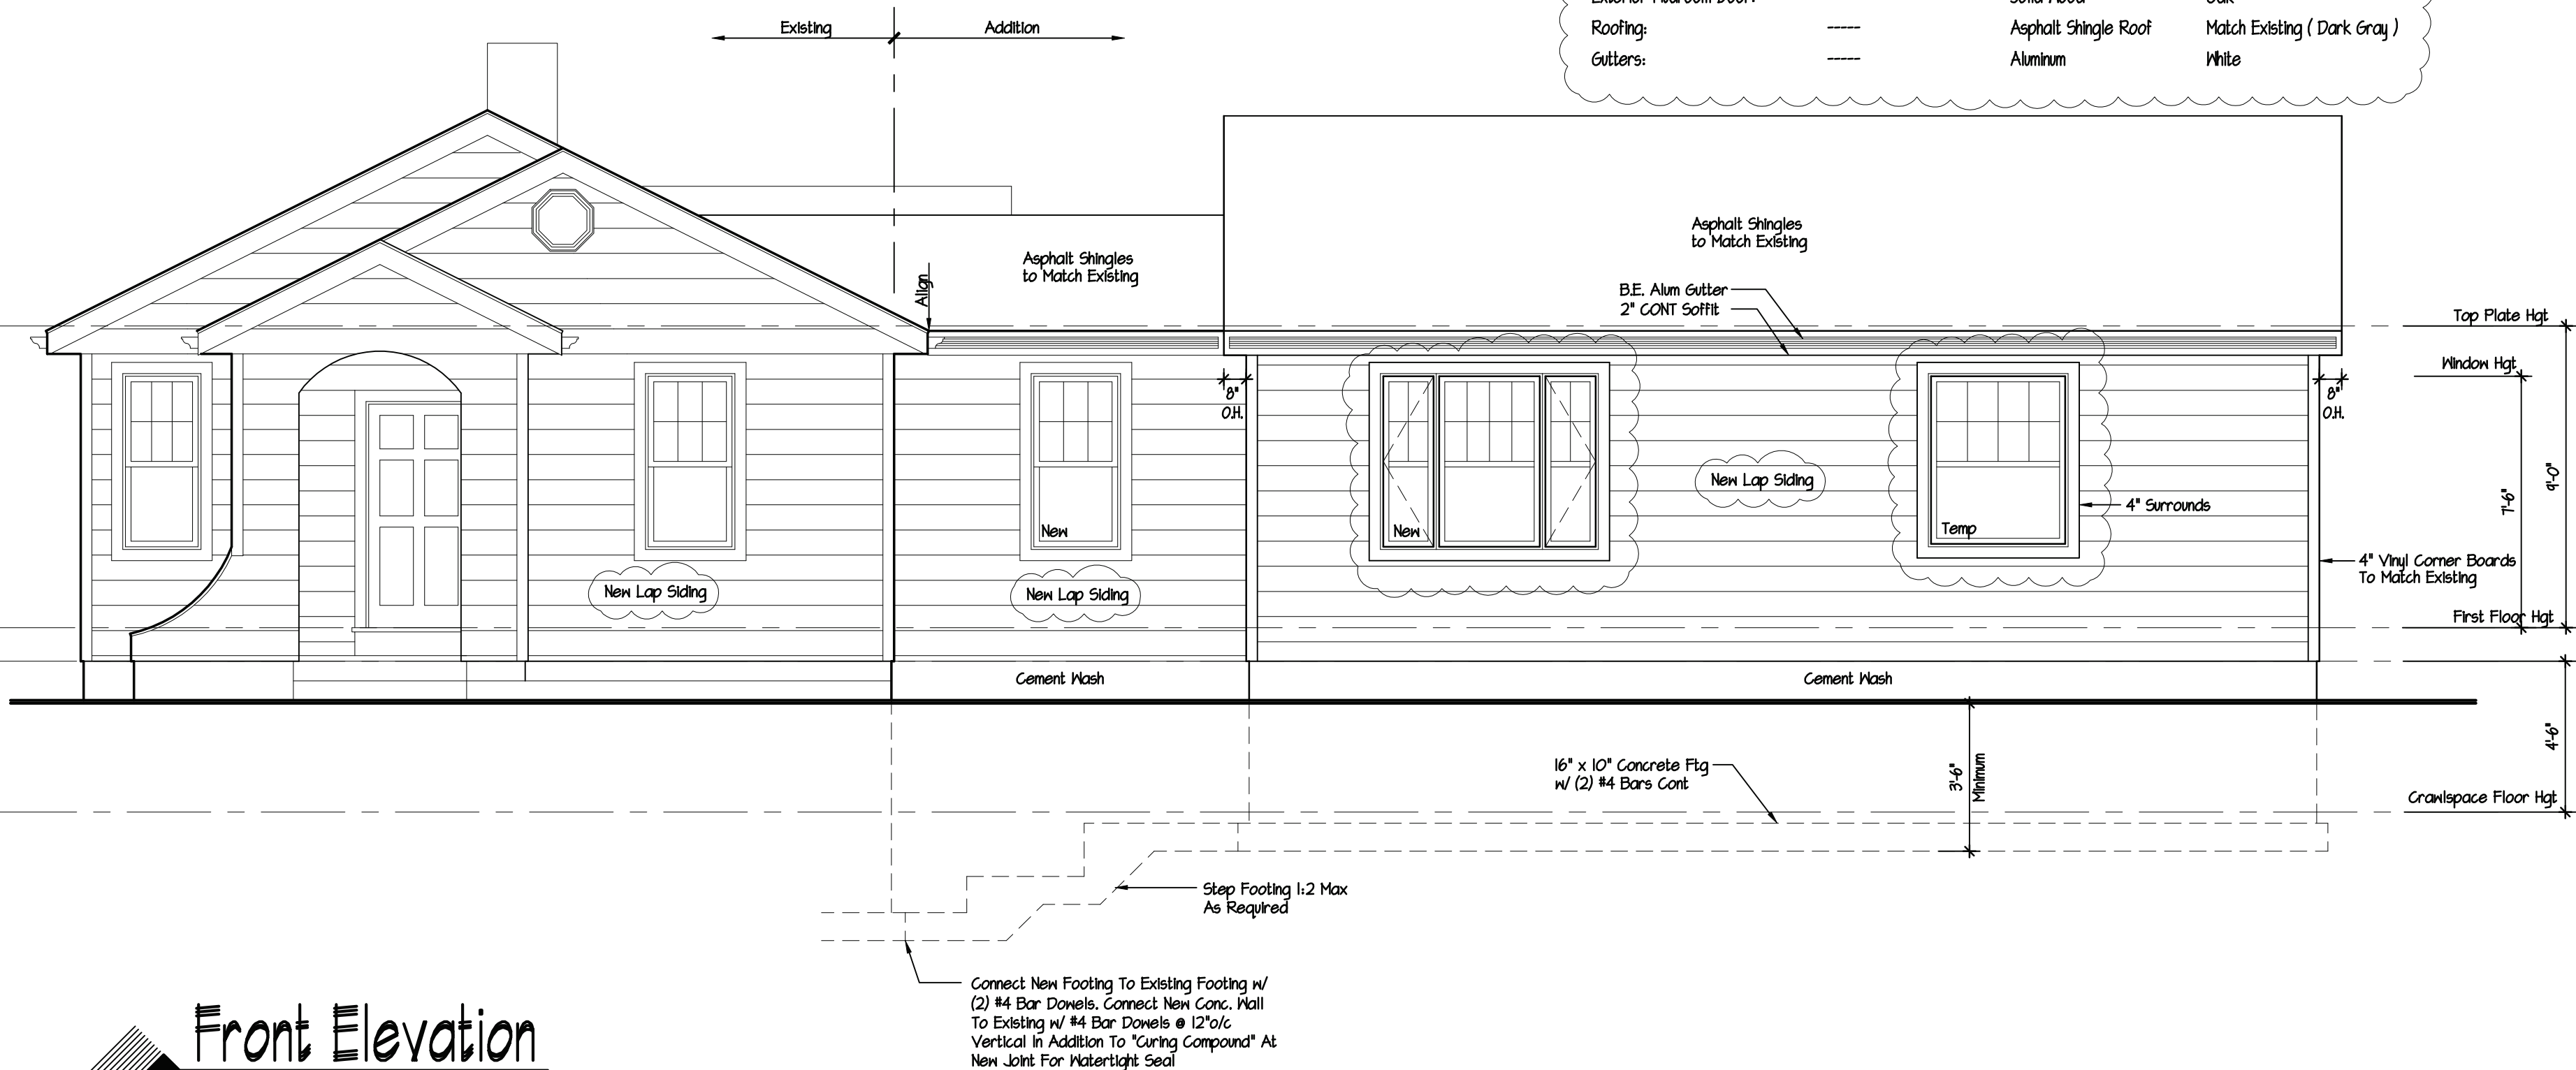 Existing
Addition
Roofing: ----- Asphalt Shingle Roof Match Existing ( Dark Gray )
Gutters: ----- Aluminum White
Asphalt Shingles
to Match Existing
Asphalt Shingles
to Match Existing
Align
B.E. Alum Gutter
2" CONT Soffit
Top Plate Hgt
Window Hgt
8"
O.H.
8"
O.H.
New Lap Siding
4" Surrounds
9'-0"
7'-6"
New
New
Temp
4" Vinyl Corner Boards
To Match Existing
New Lap Siding
New Lap Siding
First Floor Hgt
Cement Wash
Cement Wash
4'-6"
16" x 10" Concrete Ftg
w/ (2) #4 Bars Cont
3'-6"
Minimum
Crawlspace Floor Hgt
Step Footing 1:2 Max
As Required
Connect New Footing To Existing Footing w/
(2) #4 Bar Dowels. Connect New Conc. Wall
To Existing w/ #4 Bar Dowels @ 12"o/c
Vertical In Addition To "Curing Compound" At
New Joint For Watertight Seal
Front Elevation